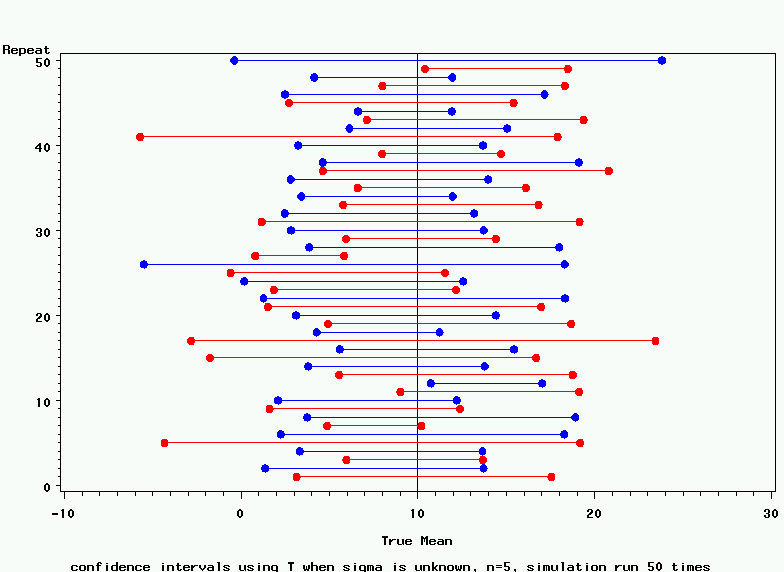 Repeat
50
40
30
20
10
0
-10 0 10 20 30
True Mean
confidence intervals using T when sigma is unknown, n=5, simulation run 50 times